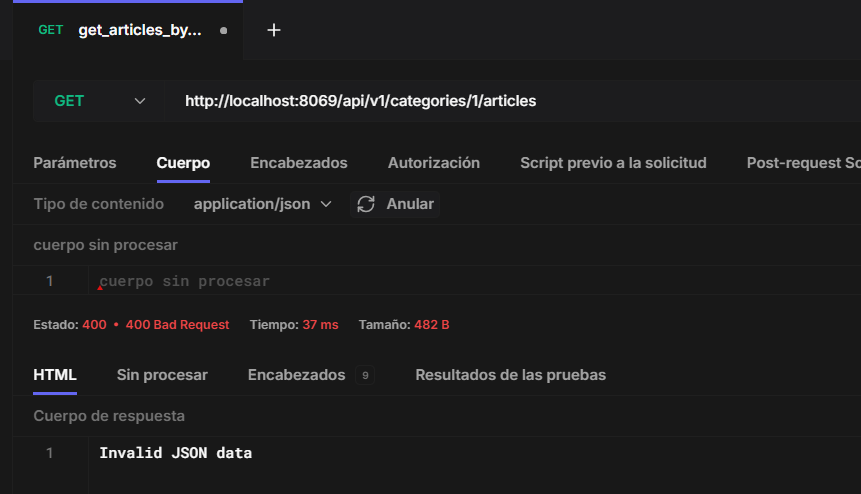 GET get_articles_by...
GET http://localhost:8069/api/v1/categories/1/articles
Parámetros Cuerpo Encabezados Autorización Script previo a la solicitud Post-request Sc
Tipo de contenido application/json Anular
cuerpo sin procesar
1 cuerpo sin procesar
Estado: 400 • 400 Bad Request Tiempo: 37 ms Tamaño: 482 B
HTML Sin procesar Encabezados 9 Resultados de las pruebas
Cuerpo de respuesta
1 Invalid JSON data